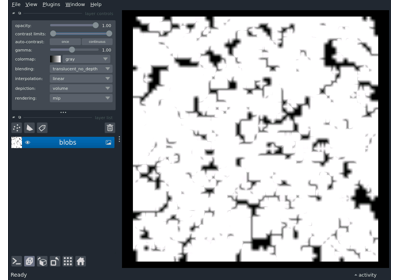 File View Plugins Window Help
opacity: 1.00
contrast limits:
auto-contrast: once continuous
gamma: 1.00
colormap: gray
blending: translucent_no_depth
interpolation: linear
depiction: volume
rendering: mip
blobs
Ready
activity